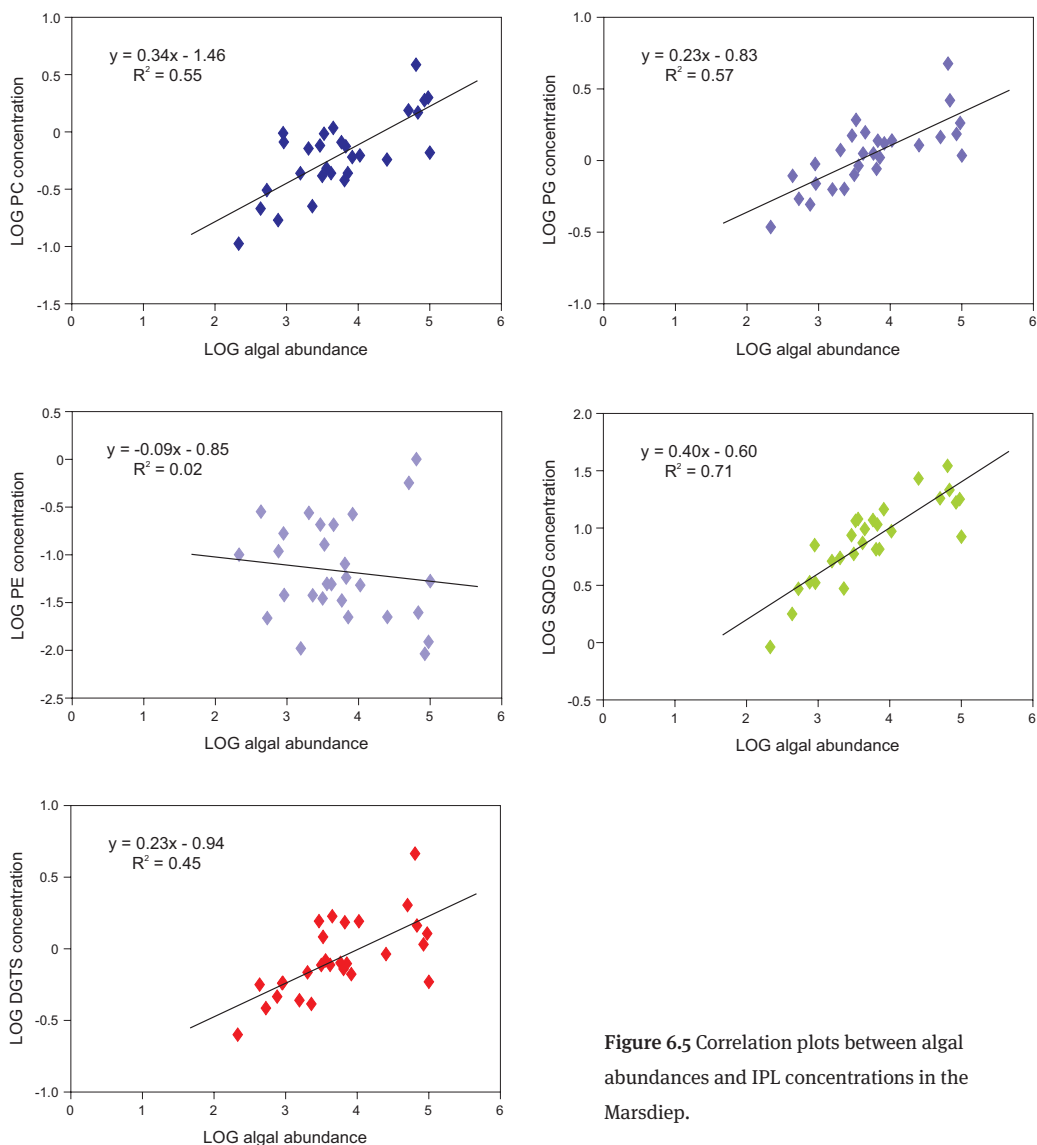 y = 0.34x - 1.46
R² = 0.55
LOG PC concentration
1.0
0.5
0
-0.5
-1.0
-1.5
0 1 2 3 4 5 6
LOG algal abundance
y = 0.23x - 0.83
R² = 0.57
LOG PG concentration
1.0
0.5
0
-0.5
-1.0
0 1 2 3 4 5 6
LOG algal abundance
y = -0.09x - 0.85
R² = 0.02
LOG PE concentration
0.5
0
-0.5
-1.0
-1.5
-2.0
-2.5
0 1 2 3 4 5 6
LOG algal abundance
y = 0.40x - 0.60
R² = 0.71
LOG SQDG concentration
2.0
1.5
1.0
0.5
0
-0.5
0 1 2 3 4 5 6
LOG algal abundance
y = 0.23x - 0.94
R² = 0.45
LOG DGTS concentration
1.0
0.5
0
-0.5
-1.0
0 1 2 3 4 5 6
LOG algal abundance
Figure 6.5 Correlation plots between algal
abundances and IPL concentrations in the
Marsdiep.